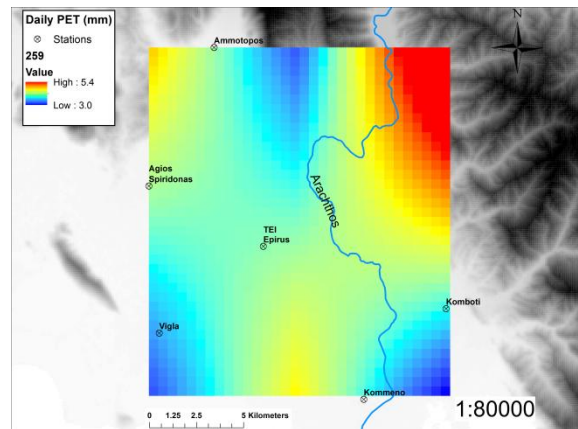 Daily PET (mm)
Stations
259
Value
High : 5.4
Low : 3.0
Ammotopos
N
Agios
Spiridonas
Arachthos
TEI
Epirus
Komboti
Vigla
Kommeno
0 1.25 2.5 5 Kilometers
1:80000